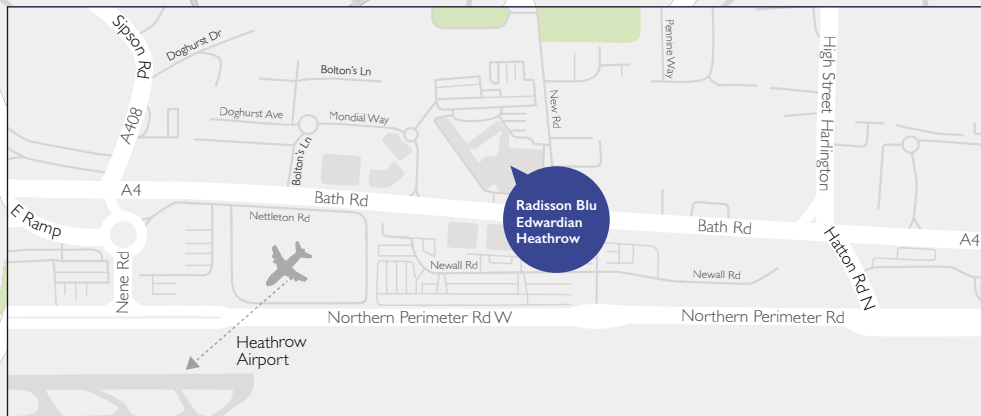 Sipson Rd
Doghurst Dr
Pennine Way
High Street Harlington
Bolton's Ln
A408
Doghurst Ave
Mondial Way
New Rd
Bolton's Ln
A4
Bath Rd
Radisson Blu
Edwardian
Heathrow
E Ramp
Nettleton Rd
Bath Rd
A4
Nene Rd
Newall Rd
Newall Rd
Hatton Rd N
Northern Perimeter Rd W
Northern Perimeter Rd
Heathrow
Airport